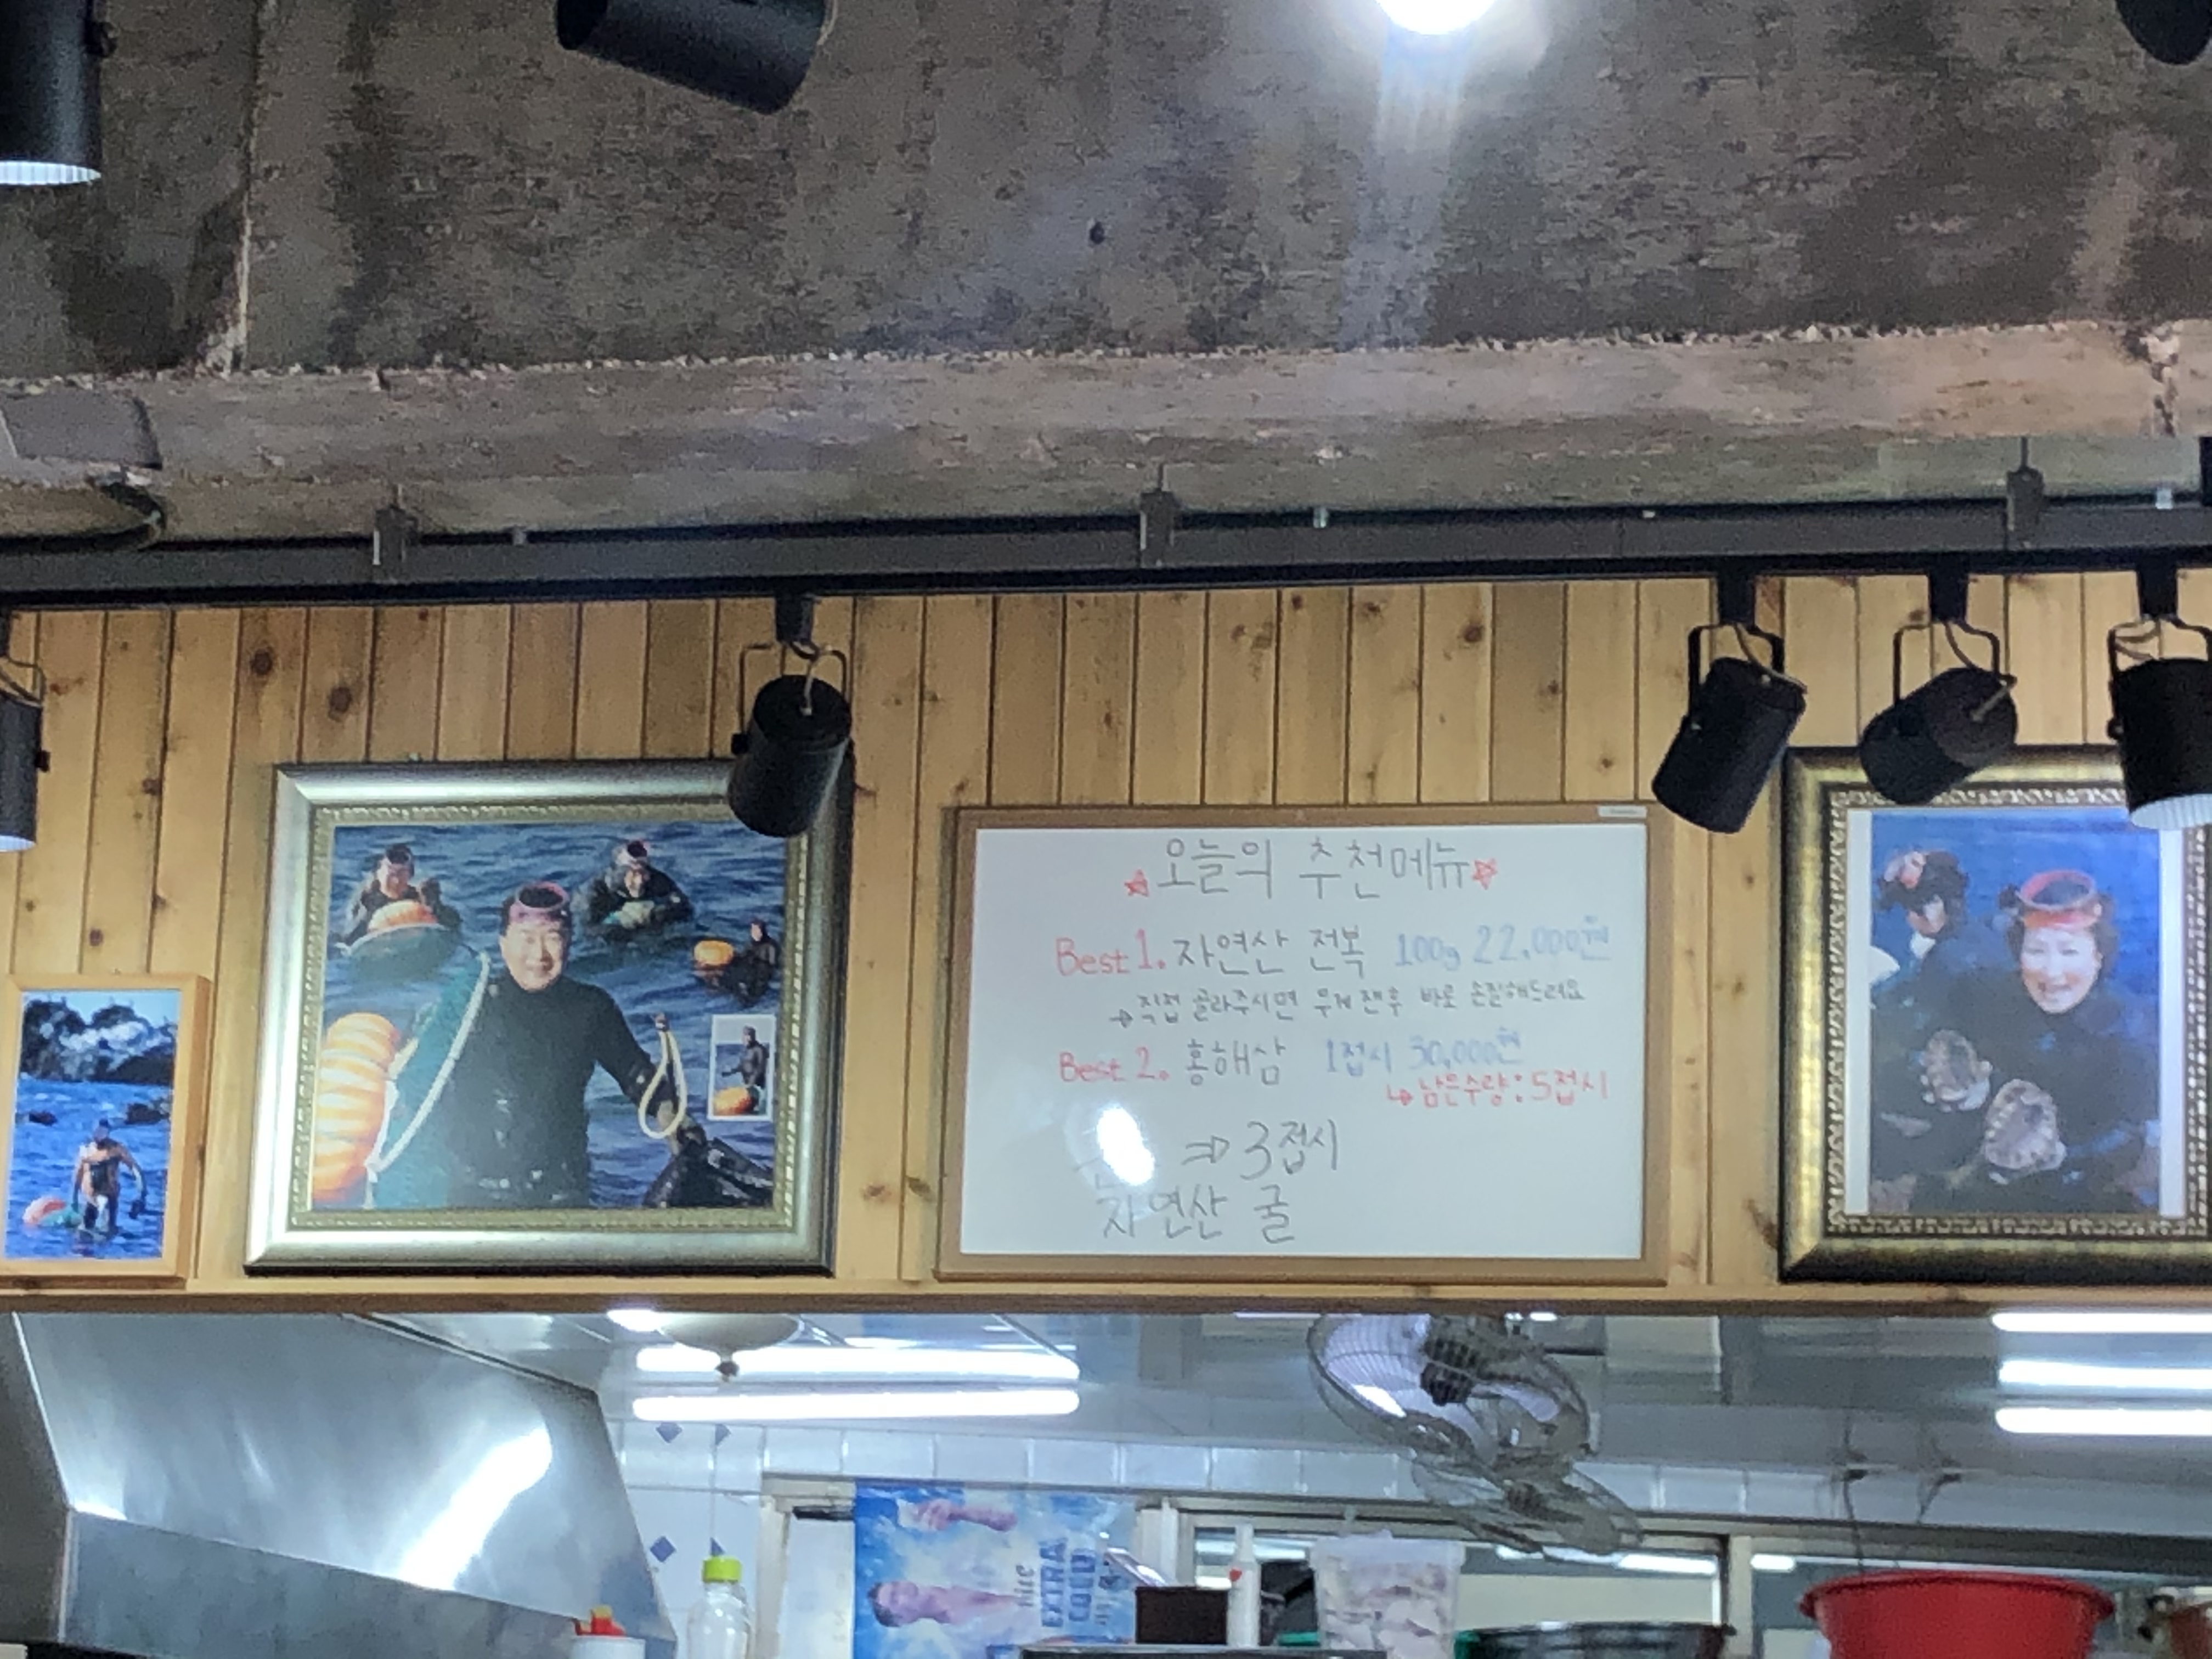 ☆오늘의 추천메뉴☆
Best 1. 자연산 전복 100g 22,000원
→직접 골라주시면 무게 잰 후 바로 손질해드려요
Best 2. 홍해삼 1접시 30,000원
↳남은수량:5접시
⇒3접시
자연산 굴
hite
EXTRA
COLD